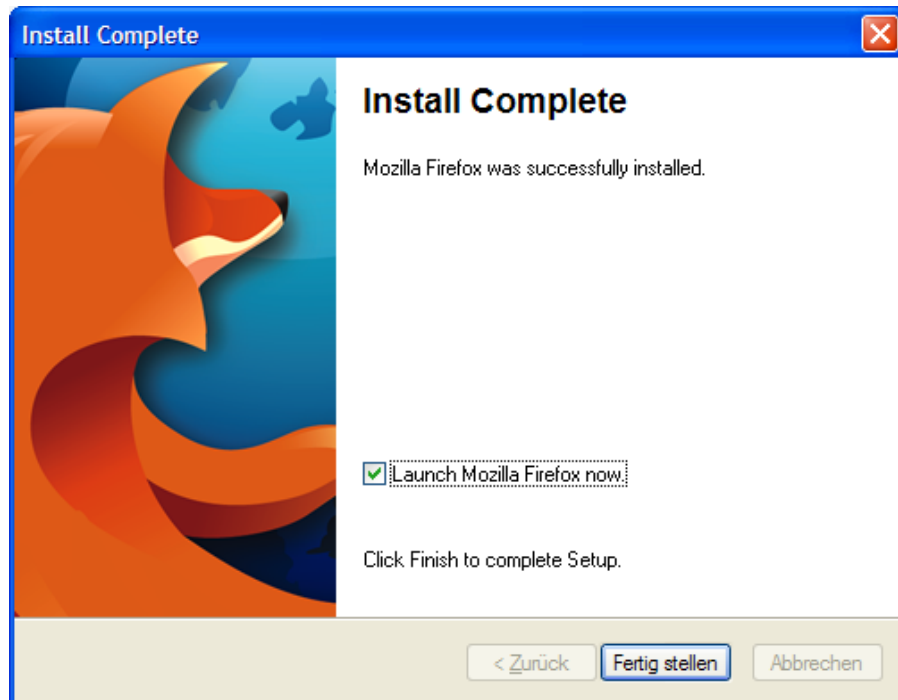 Install Complete
Install Complete
Mozilla Firefox was successfully installed.
Launch Mozilla Firefox now.
Click Finish to complete Setup.
< Zurück Fertig stellen Abbrechen